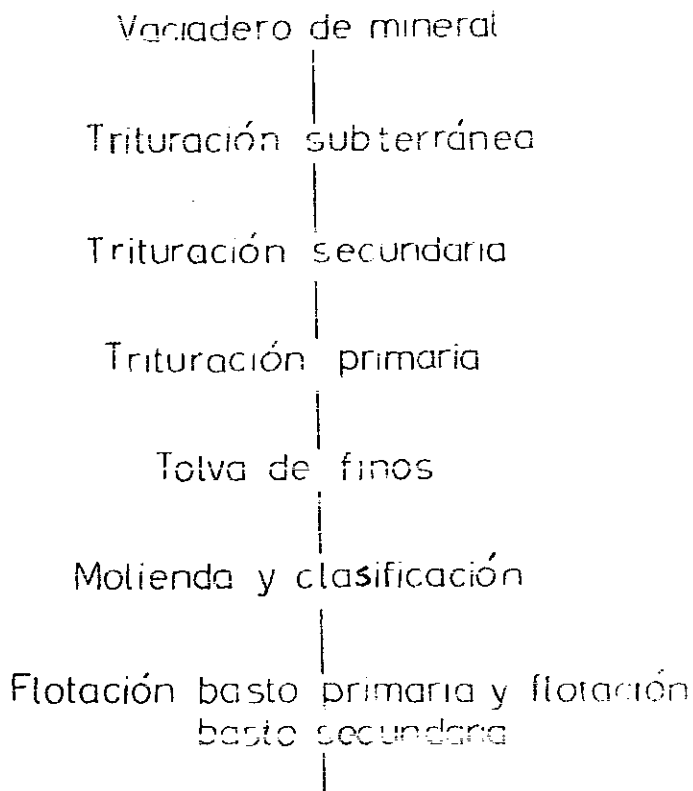 Vaciadero de mineral
Trituración subterránea
Trituración secundaria
Trituración primaria
Tolva de finos
Molienda y clasificación
Flotación basto primaria y flotación
basto secundaria